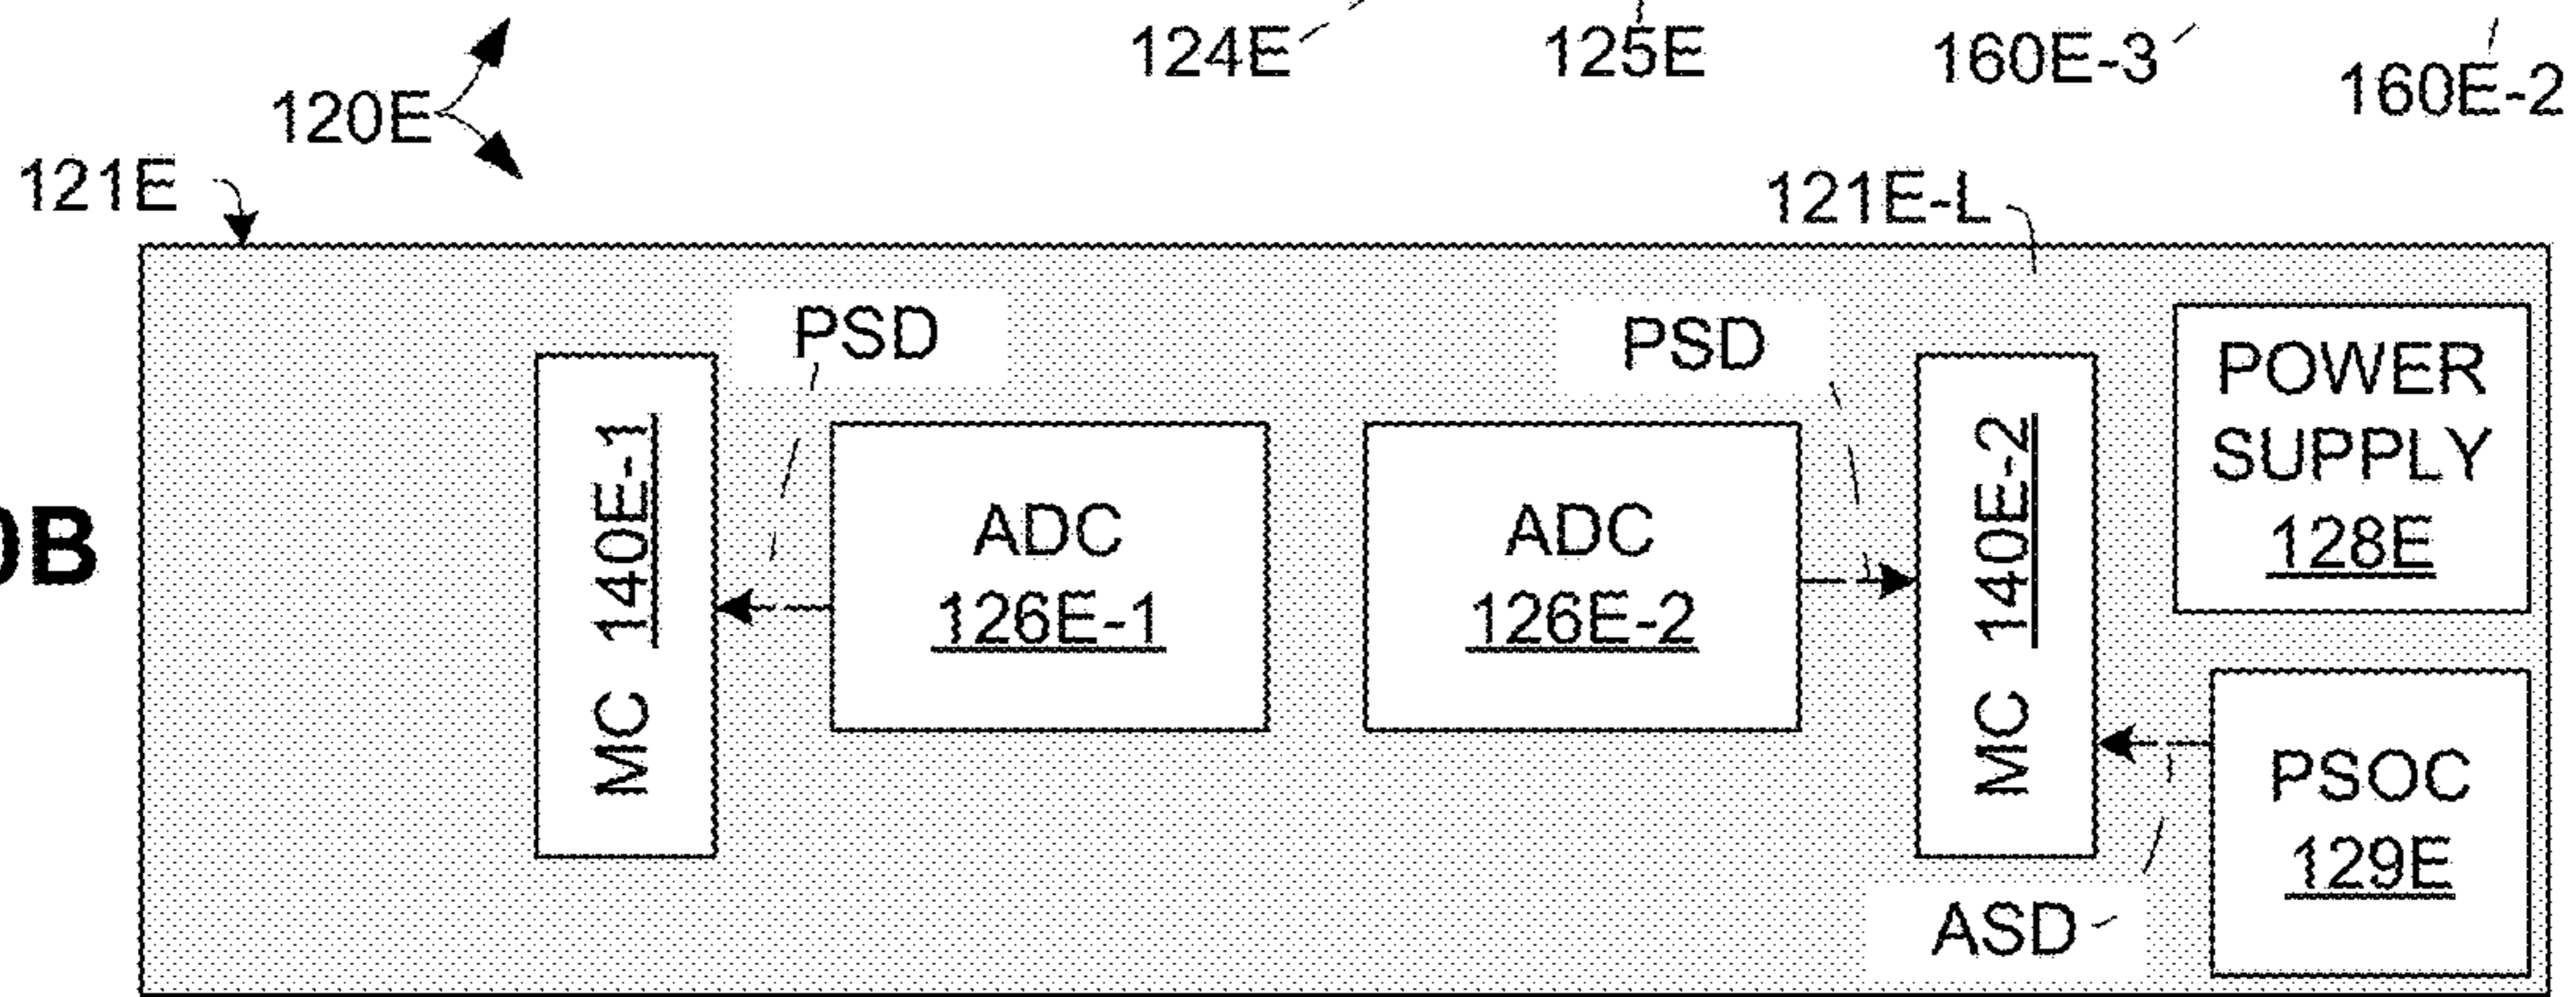 124E 125E 160E-3 160E-2
120E
121E
121E-L
PSD PSD
POWER
SUPPLY
128E
MC 140E-1
ADC
126E-1
ADC
126E-2
MC 140E-2
0B
PSOC
129E
ASD